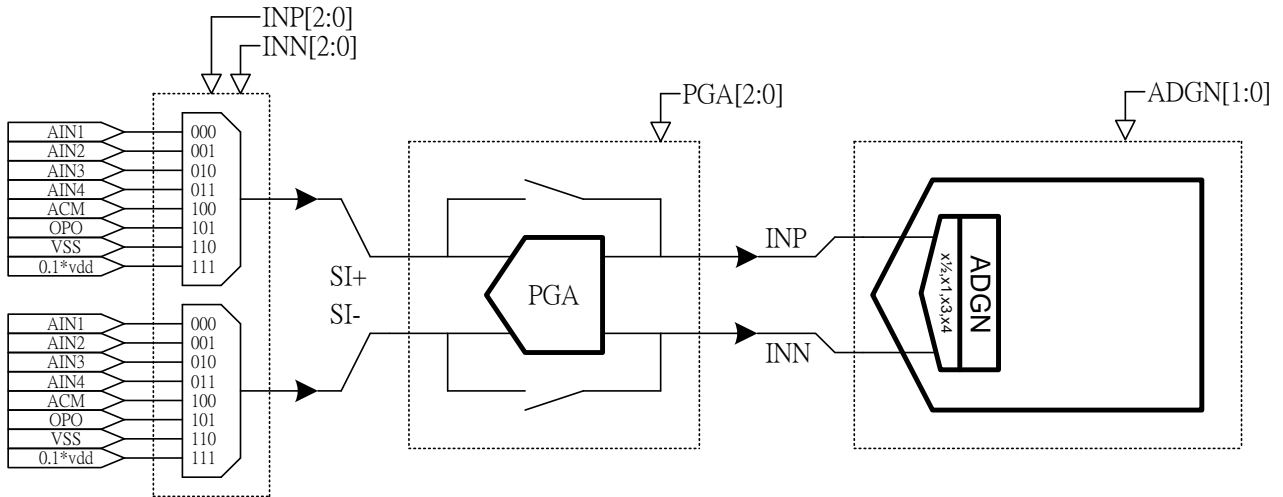 INP[2:0]
INN[2:0]
PGA[2:0]
ADGN[1:0]
AIN1 000
AIN2 001
AIN3 010
AIN4 011
ACM 100
OPO 101
VSS 110
0.1*vdd 111
SI+
SI-
PGA
INP
INN
ADGN
x½,x1,x3,x4
AIN1 000
AIN2 001
AIN3 010
AIN4 011
ACM 100
OPO 101
VSS 110
0.1*vdd 111